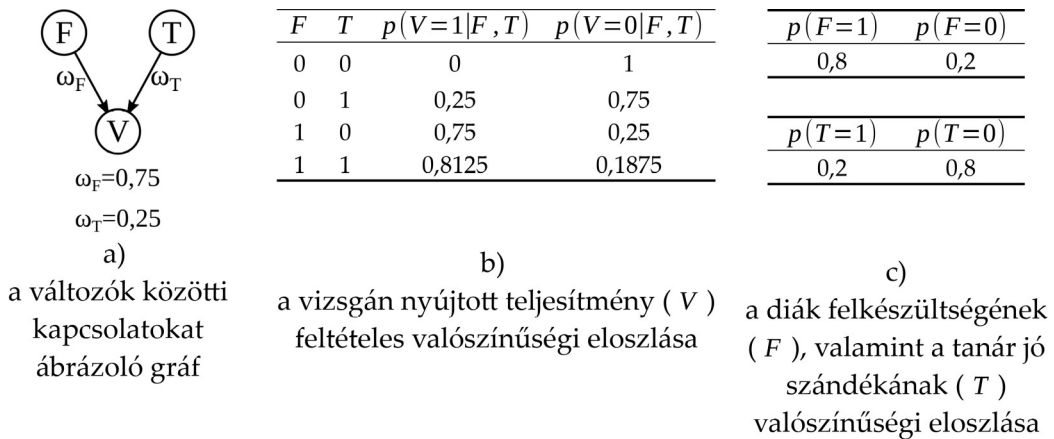 F T
ω_F ω_T
V
ω_F=0,75
ω_T=0,25
a)
a változók közötti
kapcsolatokat
ábrázoló gráf
F T p(V=1|F,T) p(V=0|F,T)
0 0 0 1
0 1 0,25 0,75
1 0 0,75 0,25
1 1 0,8125 0,1875
b)
a vizsgán nyújtott teljesítmény ( V )
feltételes valószínűségi eloszlása
p(F=1) p(F=0)
0,8 0,2
p(T=1) p(T=0)
0,2 0,8
c)
a diák felkészültségének
( F ), valamint a tanár jó
szándékának ( T )
valószínűségi eloszlása